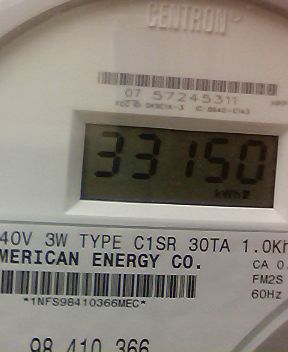 CENTRON
07 57245311
33150
kWh
40V 3W TYPE C1SR 30TA 1.0Kh
MERICAN ENERGY CO.
CA 0.
FM2S
60Hz
*1NFS98410366MEC*
98 410 366